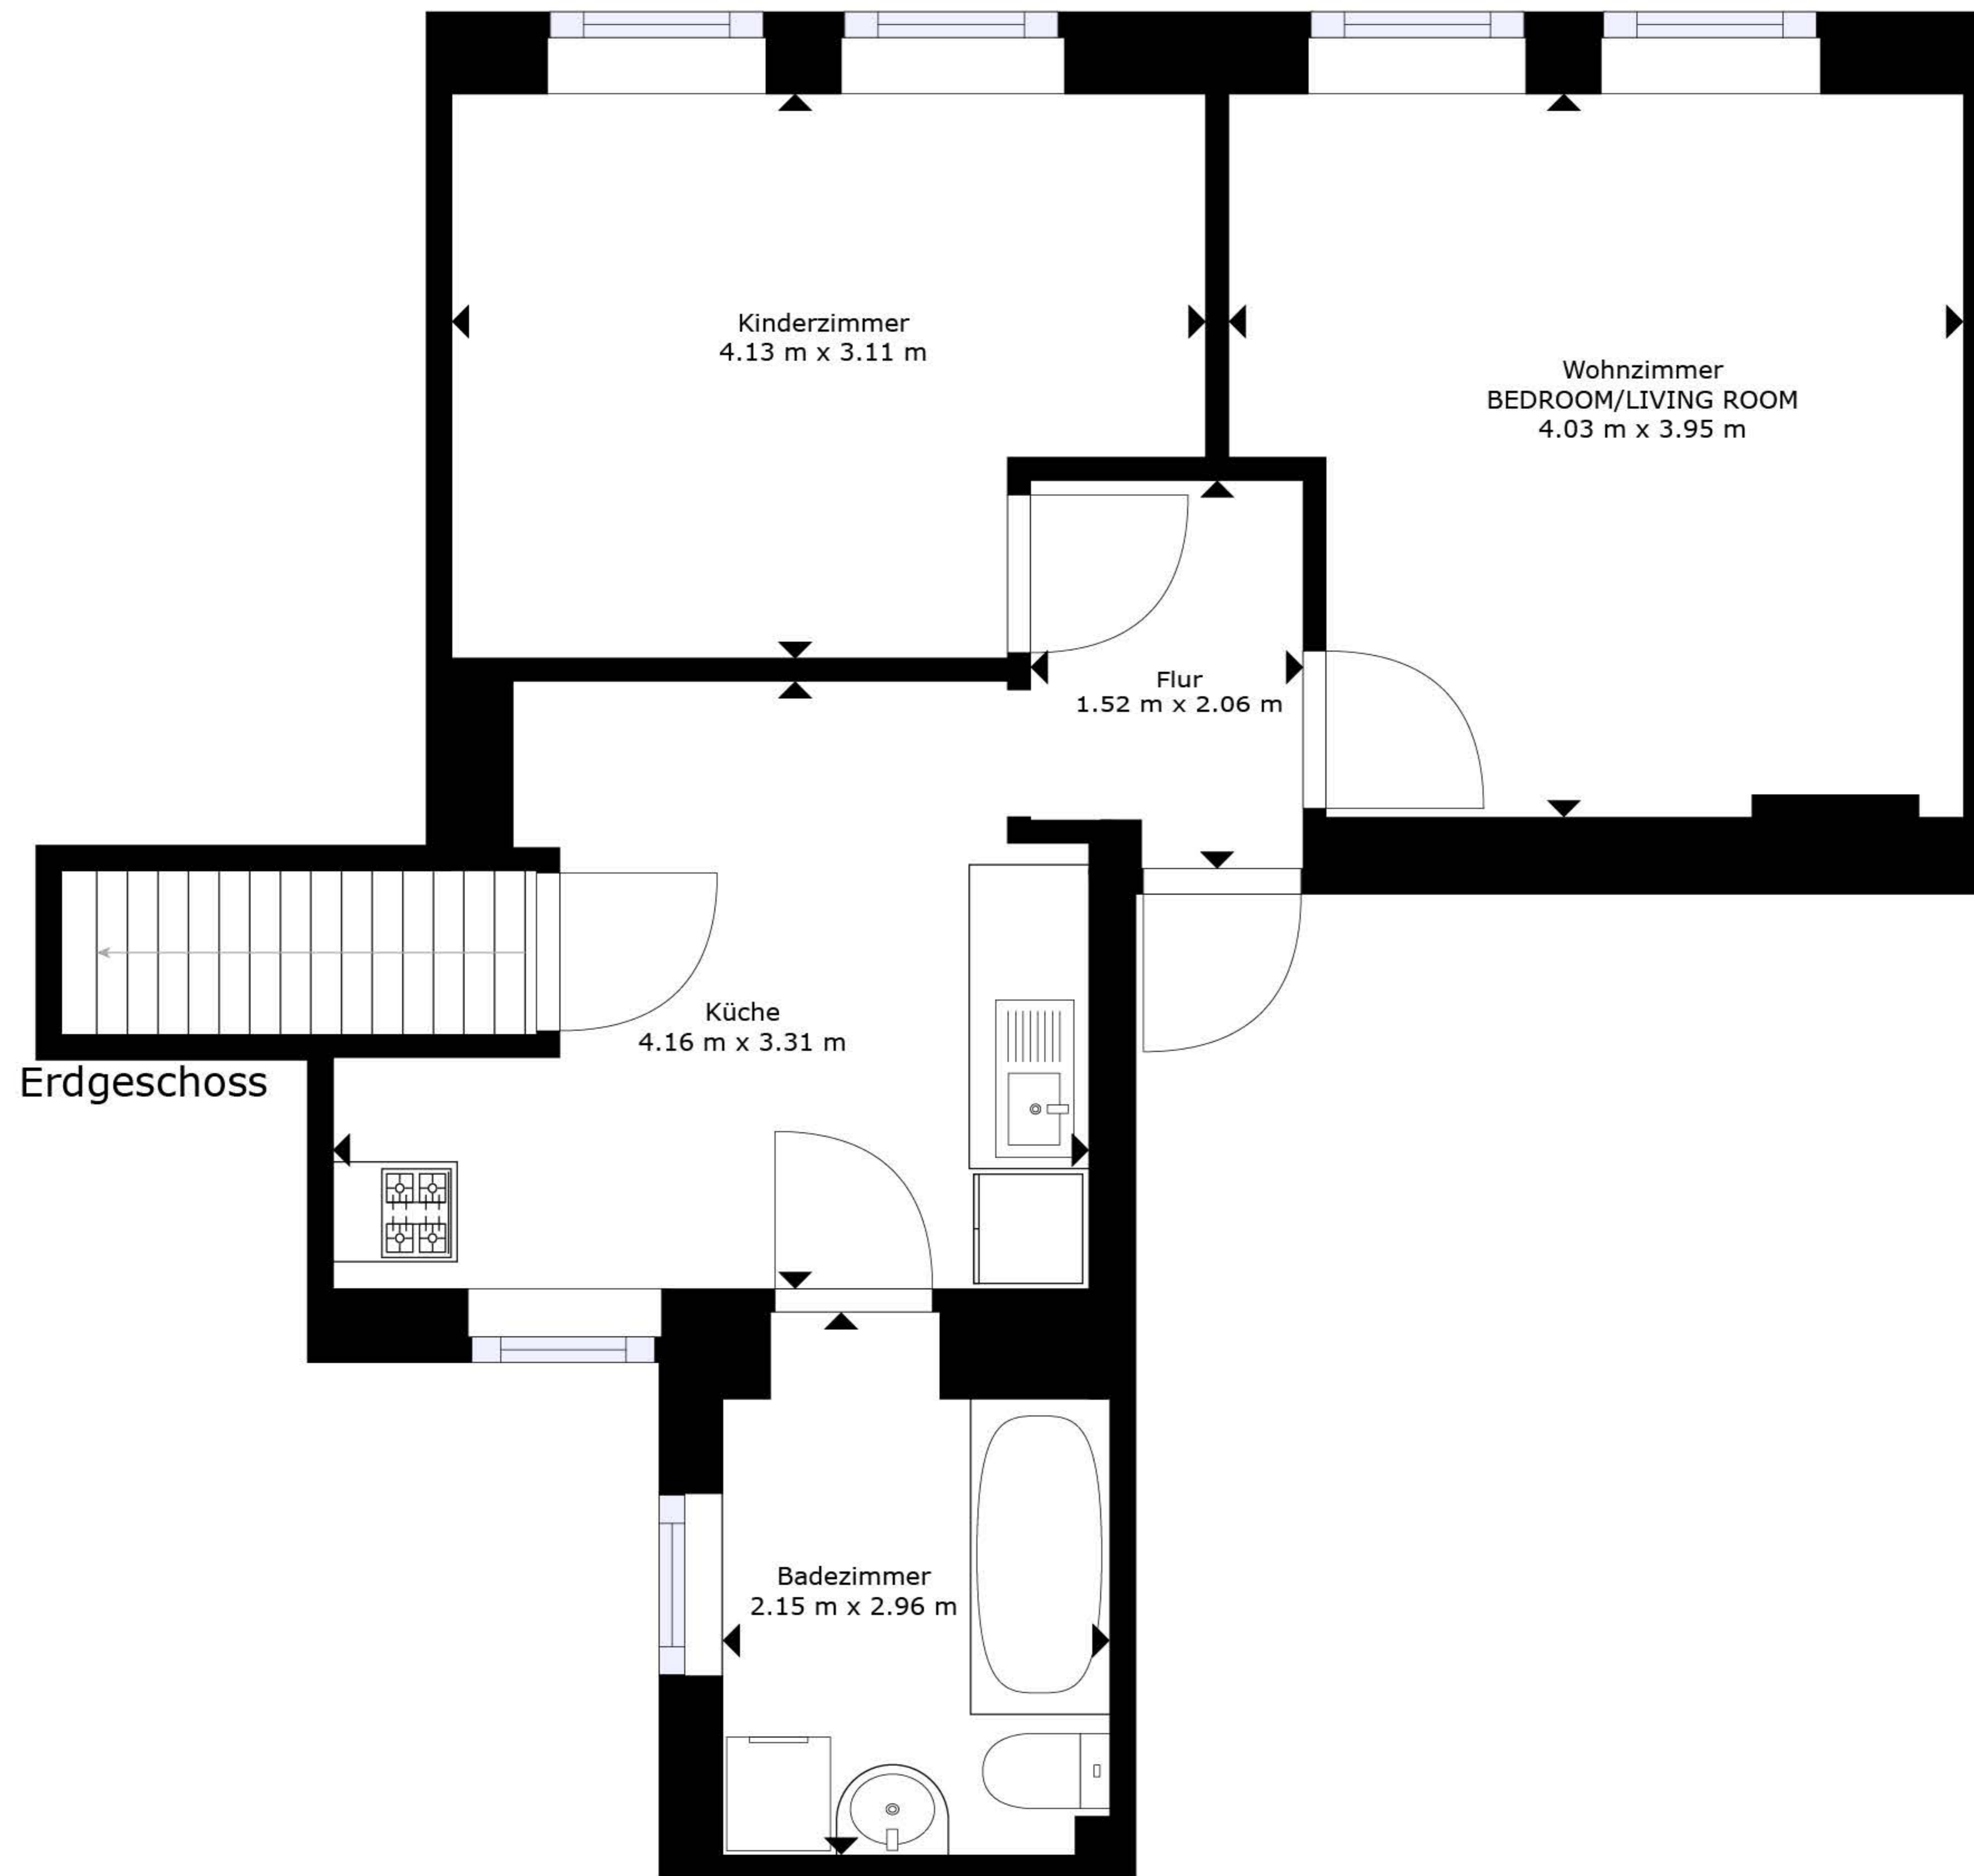 Kinderzimmer
4.13 m x 3.11 m
Wohnzimmer
BEDROOM/LIVING ROOM
4.03 m x 3.95 m
Flur
1.52 m x 2.06 m
Küche
4.16 m x 3.31 m
Erdgeschoss
Badezimmer
2.15 m x 2.96 m